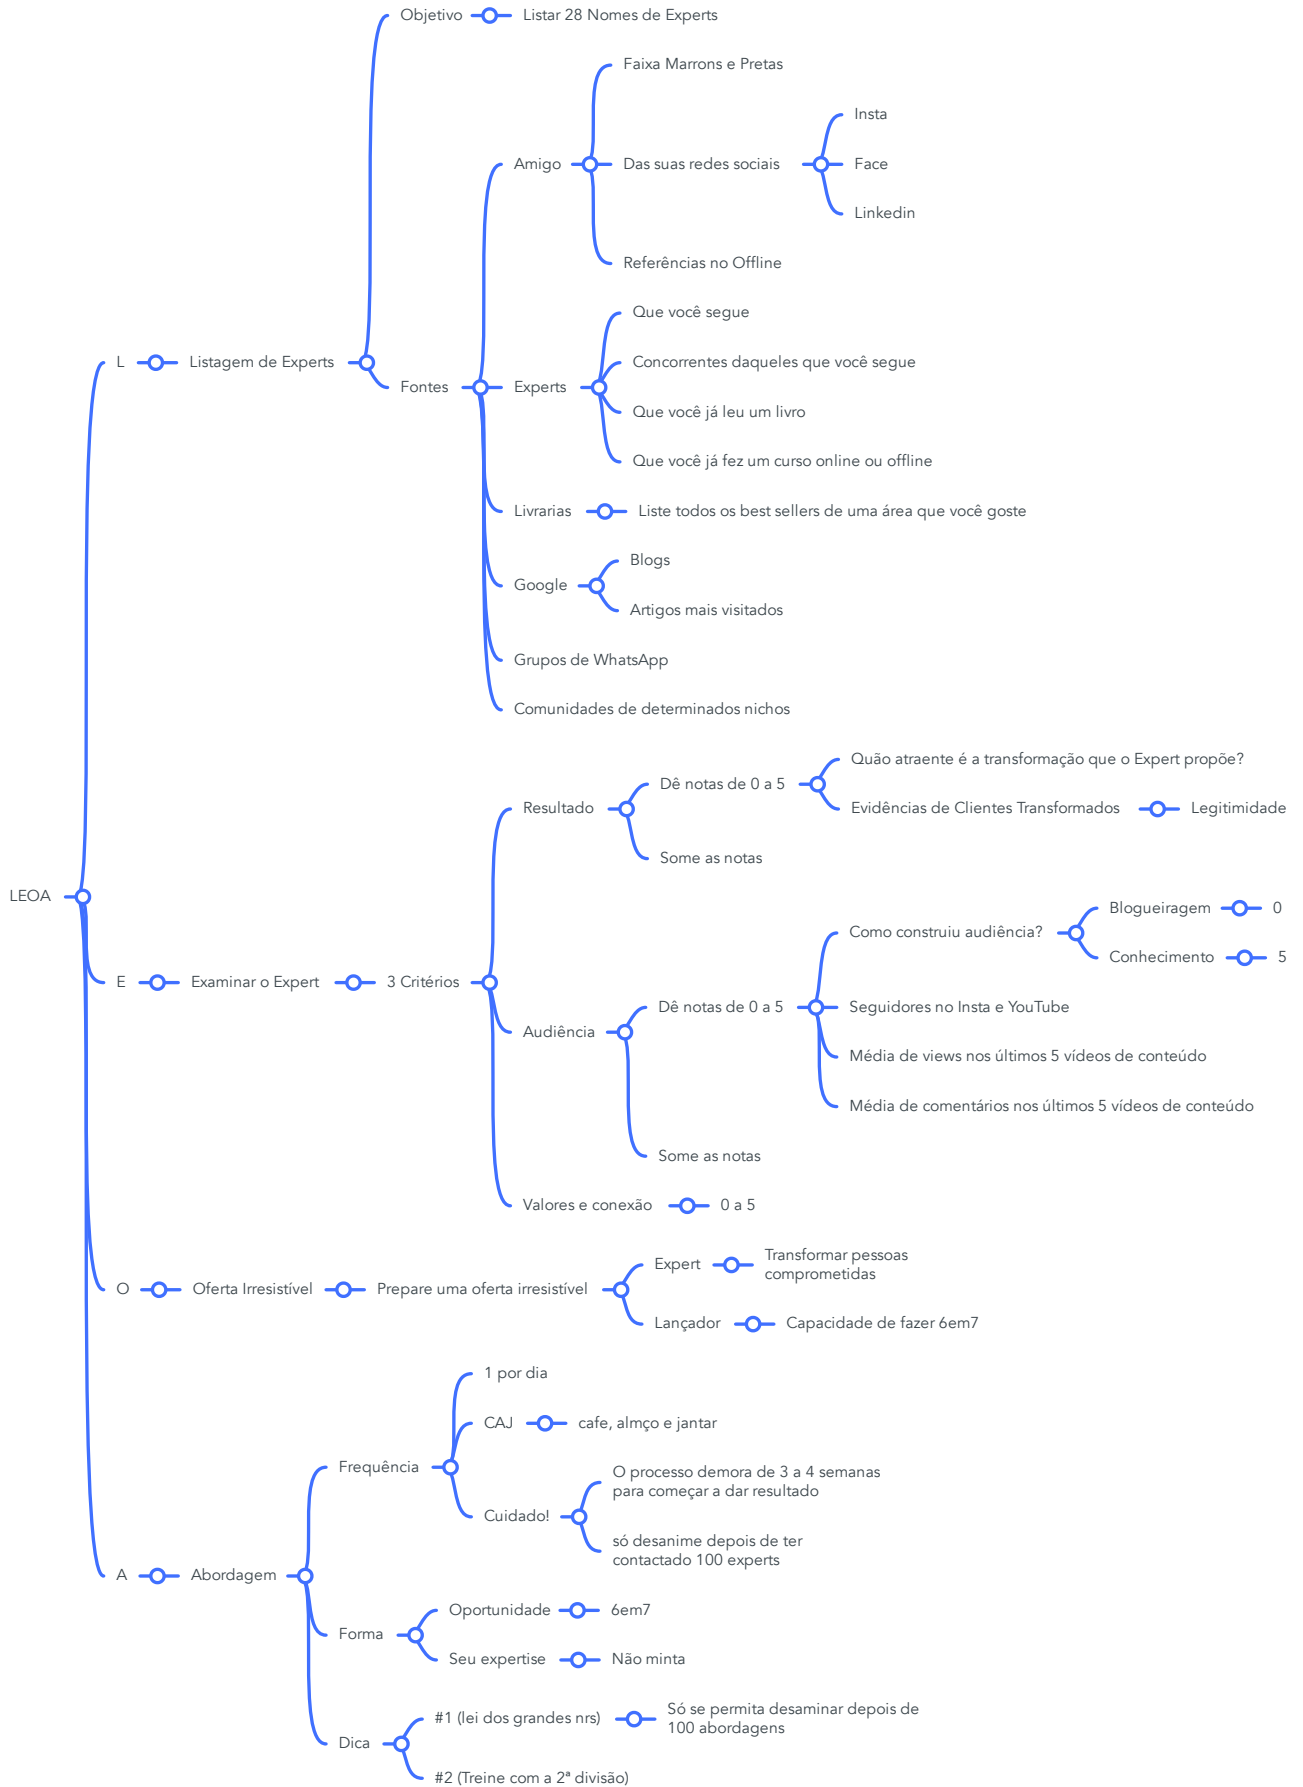 Objetivo
Listar 28 Nomes de Experts
Faixa Marrons e Pretas
Insta
Amigo
Das suas redes sociais
Face
Linkedin
Referências no Offline
Que você segue
L
Listagem de Experts
Concorrentes daqueles que você segue
Fontes
Experts
Que você já leu um livro
Que você já fez um curso online ou offline
Livrarias
Liste todos os best sellers de uma área que você goste
Blogs
Google
Artigos mais visitados
Grupos de WhatsApp
Comunidades de determinados nichos
Quão atraente é a transformação que o Expert propõe?
Dê notas de 0 a 5
Resultado
Evidências de Clientes Transformados
Legitimidade
Some as notas
LEOA
Blogueiragem
0
Como construiu audiência?
Conhecimento
5
E
Examinar o Expert
3 Critérios
Dê notas de 0 a 5
Seguidores no Insta e YouTube
Audiência
Média de views nos últimos 5 vídeos de conteúdo
Média de comentários nos últimos 5 vídeos de conteúdo
Some as notas
Valores e conexão
0 a 5
Expert
Transformar pessoas
comprometidas
O
Oferta Irresistível
Prepare uma oferta irresistível
Lançador
Capacidade de fazer 6em7
1 por dia
CAJ
cafe, almço e jantar
Frequência
O processo demora de 3 a 4 semanas
para começar a dar resultado
Cuidado!
só desanime depois de ter
contactado 100 experts
A
Abordagem
Oportunidade
6em7
Forma
Seu expertise
Não minta
#1 (lei dos grandes nrs)
Só se permita desaminar depois de
100 abordagens
Dica
#2 (Treine com a 2ª divisão)